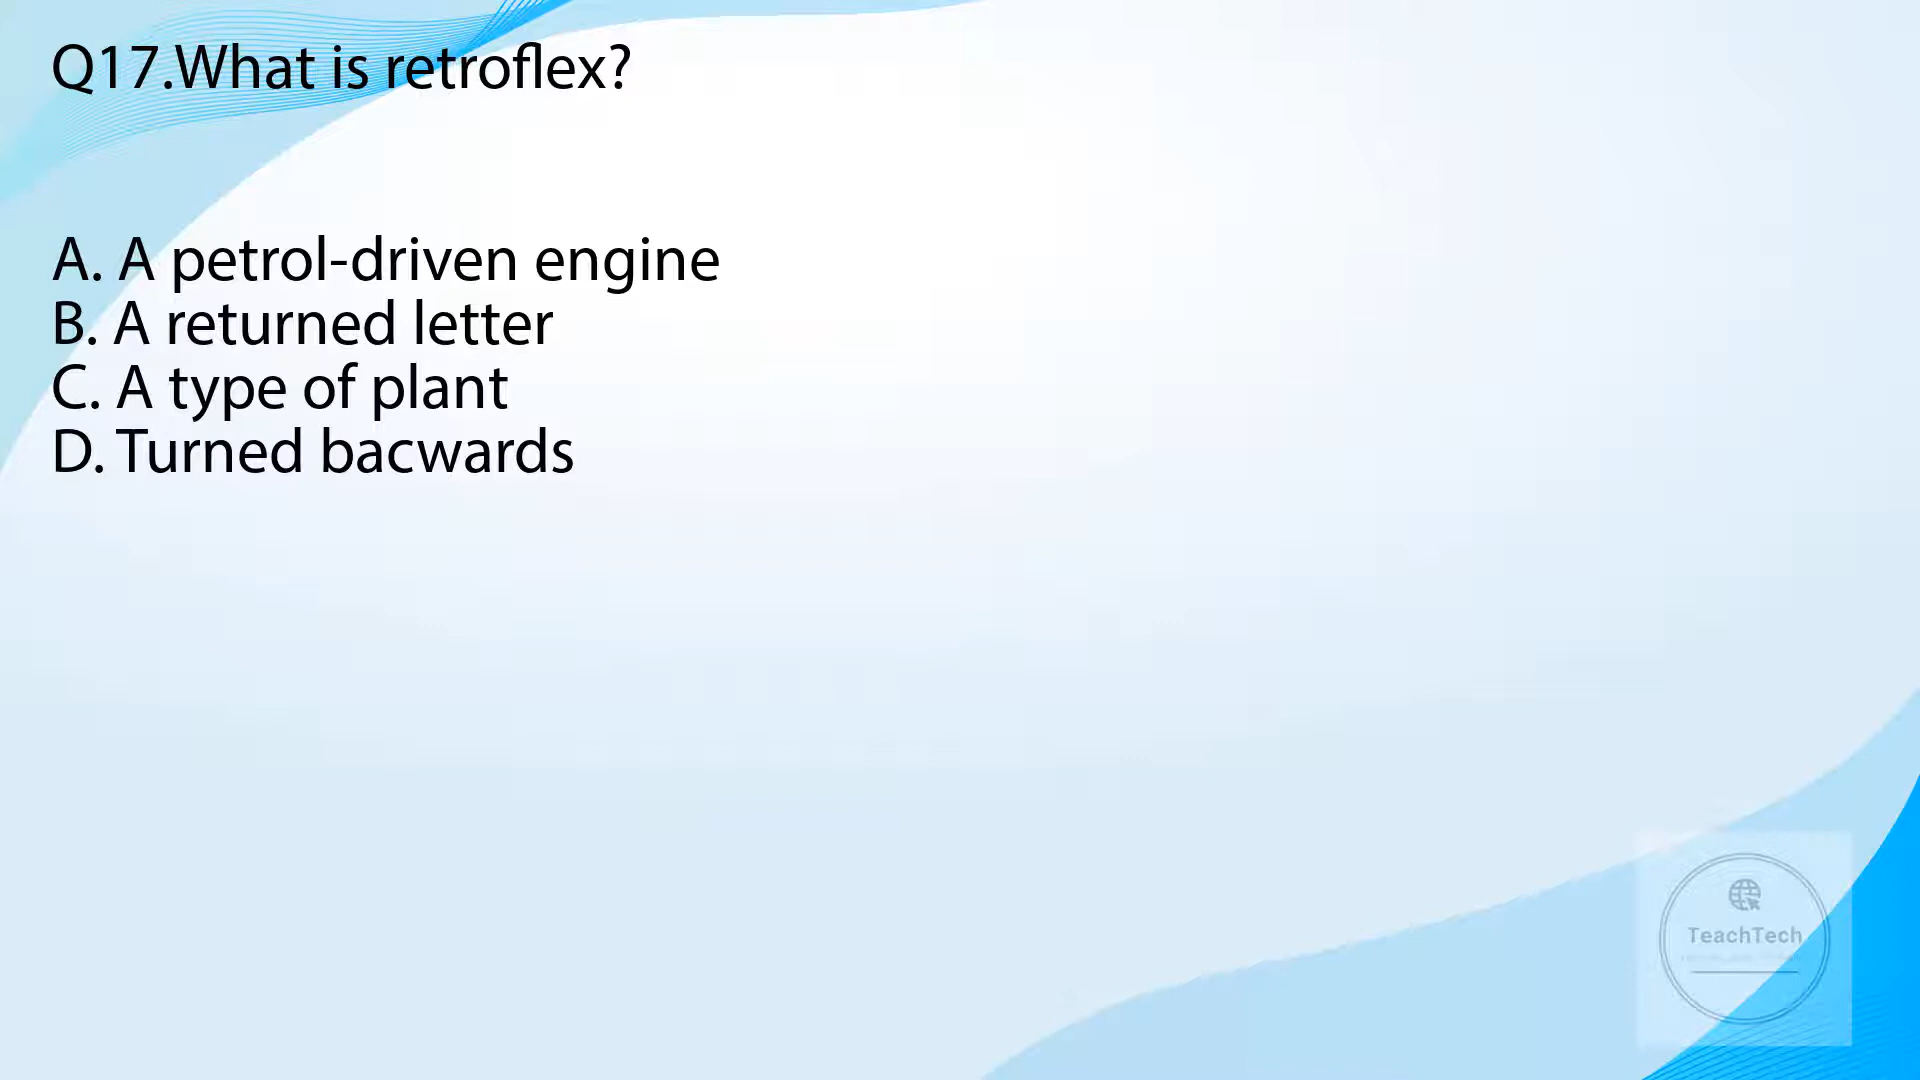 Q17.What is retroflex?
A. A petrol-driven engine
B. A returned letter
C. A type of plant
D. Turned bacwards
TeachTech